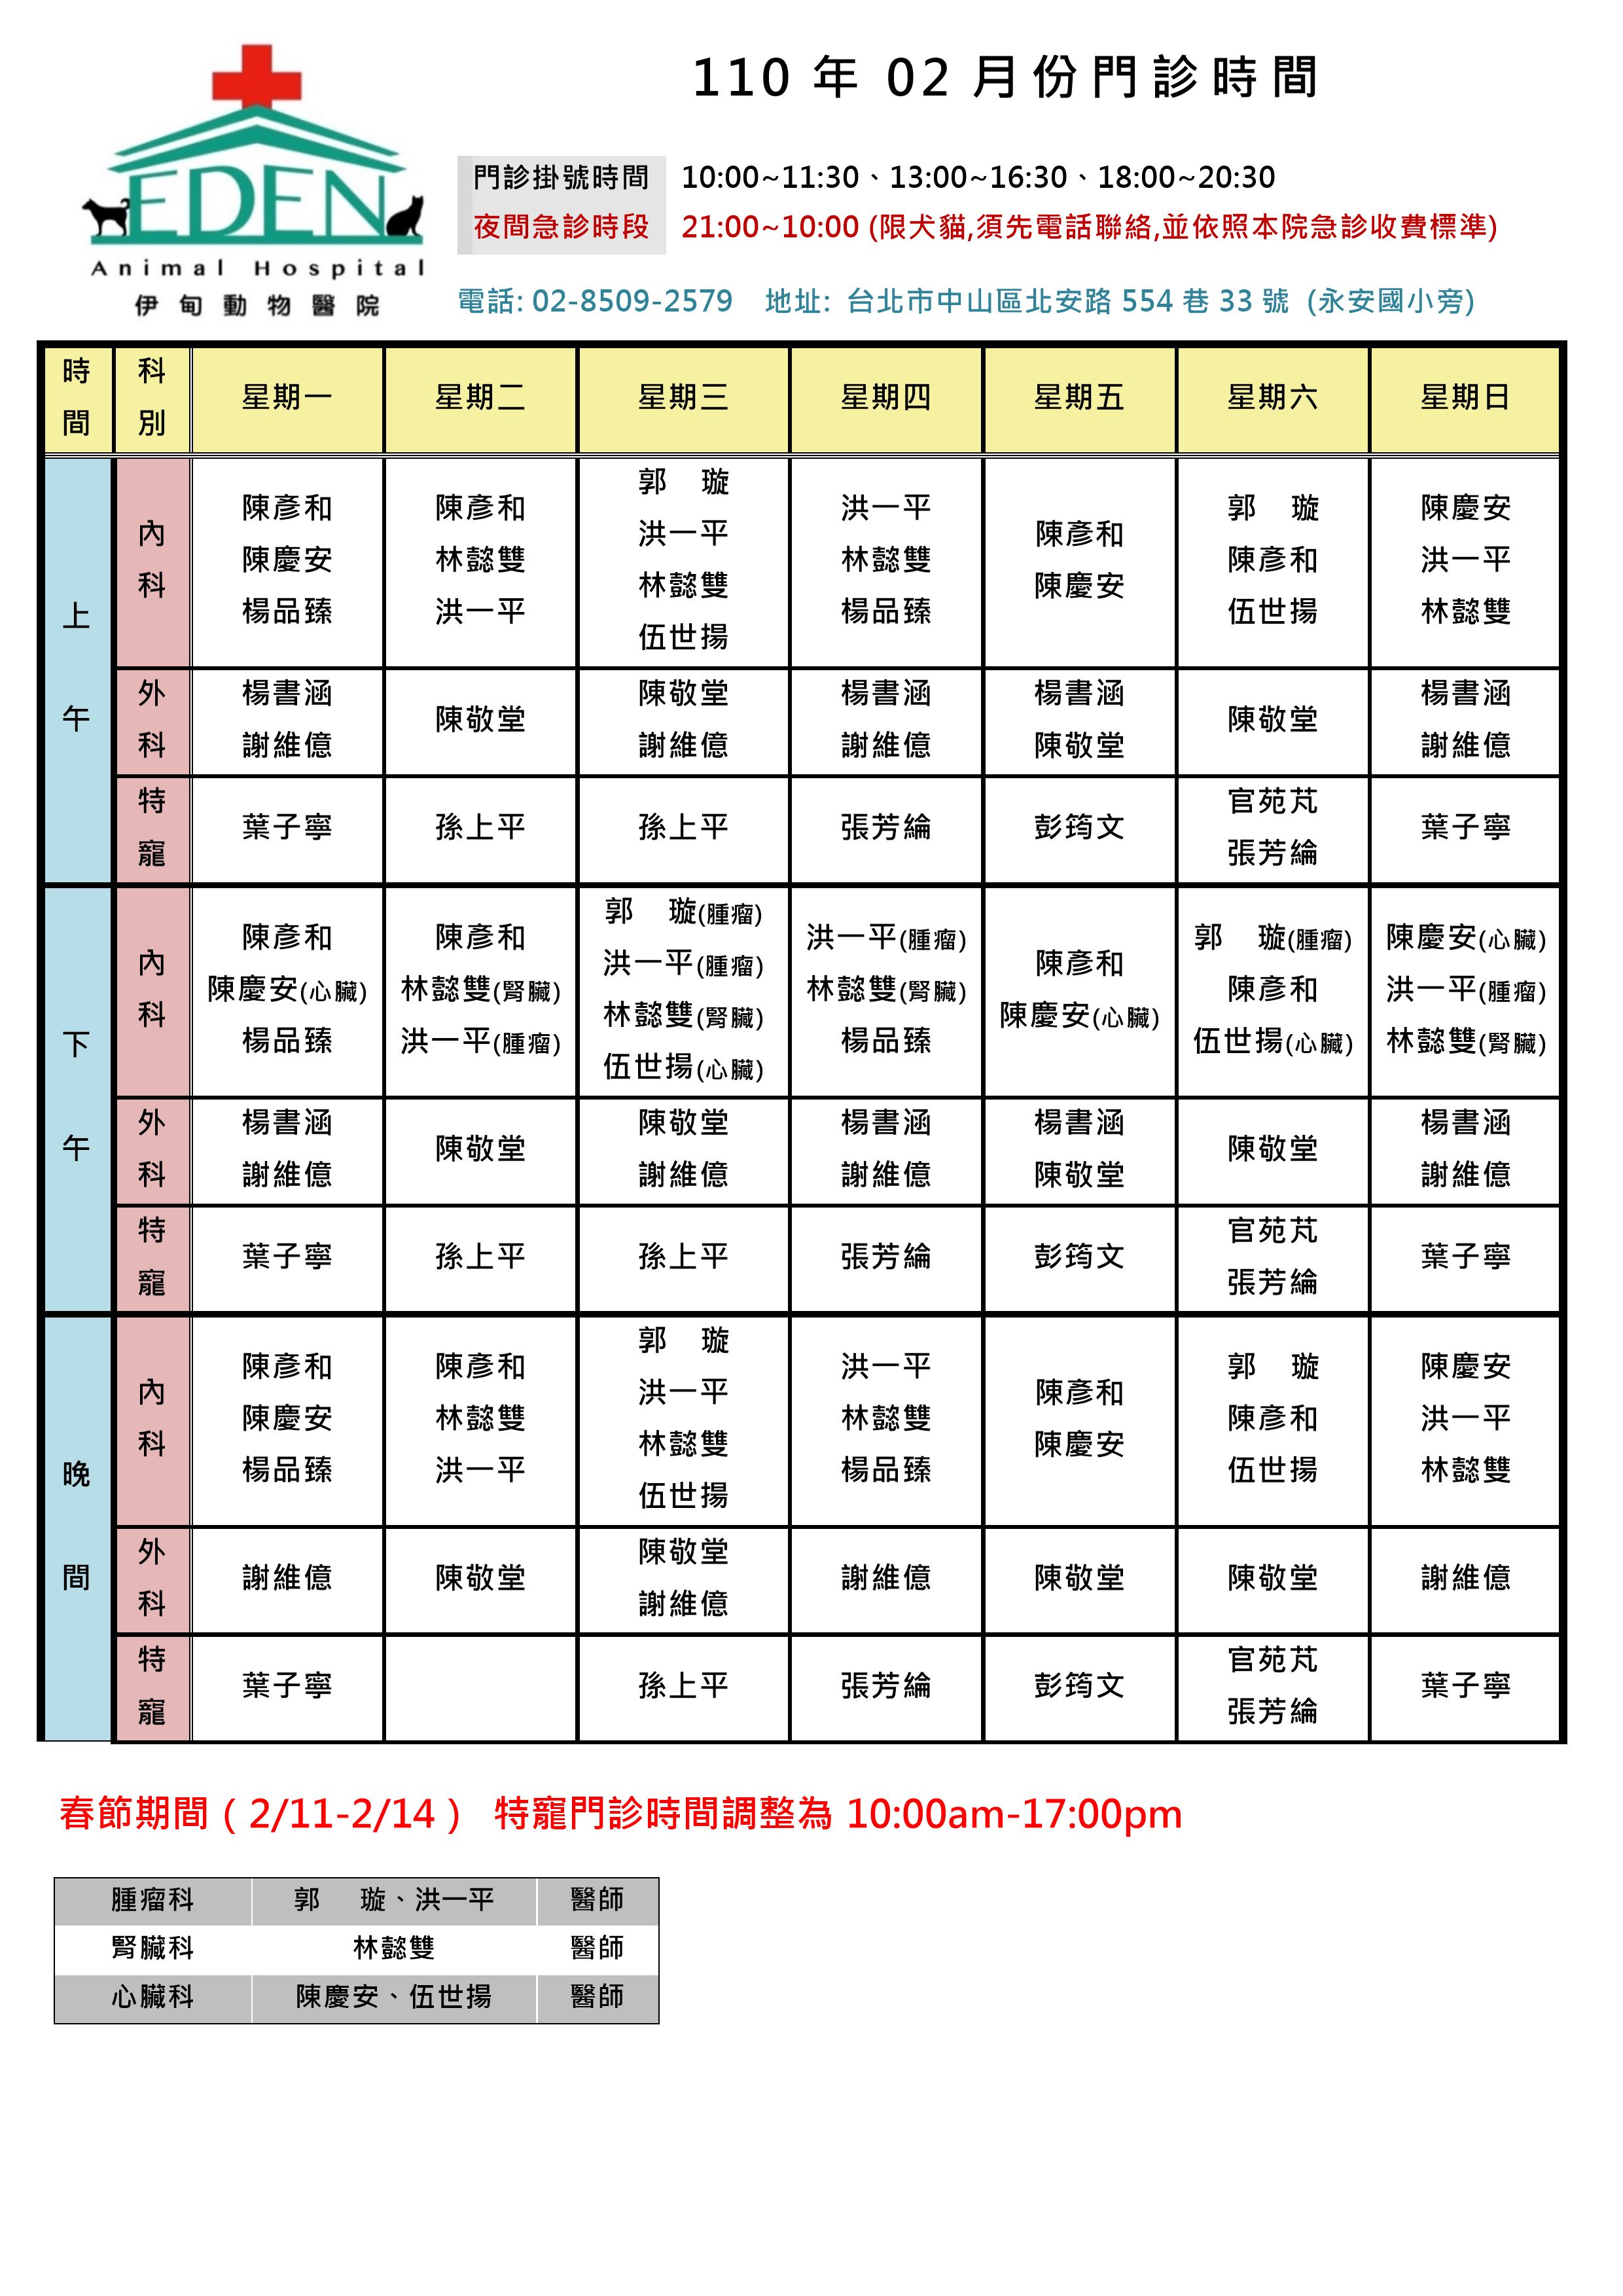 110 年 02 月份門診時間
EDEN
Animal Hospital
伊甸動物醫院
門診掛號時間 10:00~11:30、13:00~16:30、18:00~20:30
夜間急診時段 21:00~10:00 (限犬貓,須先電話聯絡,並依照本院急診收費標準)
電話: 02-8509-2579 地址: 台北市中山區北安路 554 巷 33 號 (永安國小旁)
時間 科別 星期一 星期二 星期三 星期四 星期五 星期六 星期日
上午
內科
陳彥和 陳慶安 楊品臻
陳彥和 林懿雙 洪一平
郭 璇 洪一平 林懿雙 伍世揚
洪一平 林懿雙 楊品臻
陳彥和 陳慶安
郭 璇 陳彥和 伍世揚
陳慶安 洪一平 林懿雙
外科
楊書涵 謝維億
陳敬堂
陳敬堂 謝維億
楊書涵 謝維億
楊書涵 陳敬堂
陳敬堂
楊書涵 謝維億
特寵
葉子寧
孫上平
孫上平
張芳綸
彭筠文
官苑芃 張芳綸
葉子寧
下午
內科
陳彥和 陳慶安(心臟) 楊品臻
陳彥和 林懿雙(腎臟) 洪一平(腫瘤)
郭 璇(腫瘤) 洪一平(腫瘤) 林懿雙(腎臟) 伍世揚(心臟)
洪一平(腫瘤) 林懿雙(腎臟) 楊品臻
陳彥和 陳慶安(心臟)
郭 璇(腫瘤) 陳彥和 伍世揚(心臟)
陳慶安(心臟) 洪一平(腫瘤) 林懿雙(腎臟)
外科
楊書涵 謝維億
陳敬堂
陳敬堂 謝維億
楊書涵 謝維億
楊書涵 陳敬堂
陳敬堂
楊書涵 謝維億
特寵
葉子寧
孫上平
孫上平
張芳綸
彭筠文
官苑芃 張芳綸
葉子寧
晚間
內科
陳彥和 陳慶安 楊品臻
陳彥和 林懿雙 洪一平
郭 璇 洪一平 林懿雙 伍世揚
洪一平 林懿雙 楊品臻
陳彥和 陳慶安
郭 璇 陳彥和 伍世揚
陳慶安 洪一平 林懿雙
外科
謝維億
陳敬堂
陳敬堂 謝維億
謝維億
陳敬堂
陳敬堂
謝維億
特寵
葉子寧
孫上平
張芳綸
彭筠文
官苑芃 張芳綸
葉子寧
春節期間 ( 2/11-2/14 ) 特寵門診時間調整為 10:00am-17:00pm
腫瘤科 郭 璇、洪一平 醫師
腎臟科 林懿雙 醫師
心臟科 陳慶安、伍世揚 醫師